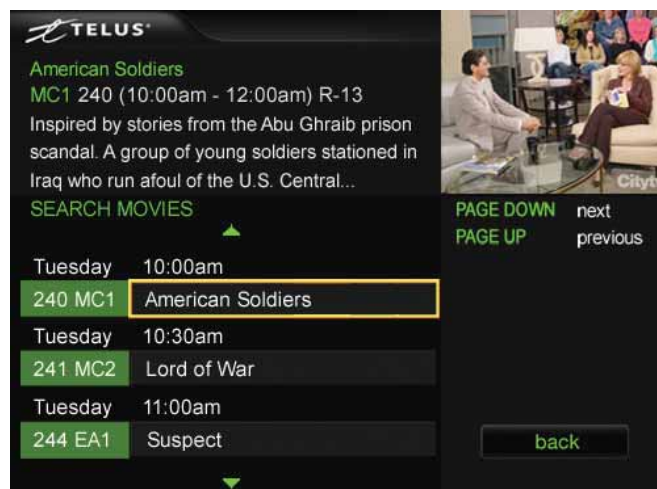 TELUS
American Soldiers
MC1 240 (10:00am - 12:00am) R-13
Inspired by stories from the Abu Ghraib prison
scandal. A group of young soldiers stationed in
Iraq who run afoul of the U.S. Central...
Cityt
SEARCH MOVIES
PAGE DOWN next
PAGE UP previous
Tuesday 10:00am
240 MC1 American Soldiers
Tuesday 10:30am
241 MC2 Lord of War
Tuesday 11:00am
244 EA1 Suspect
back